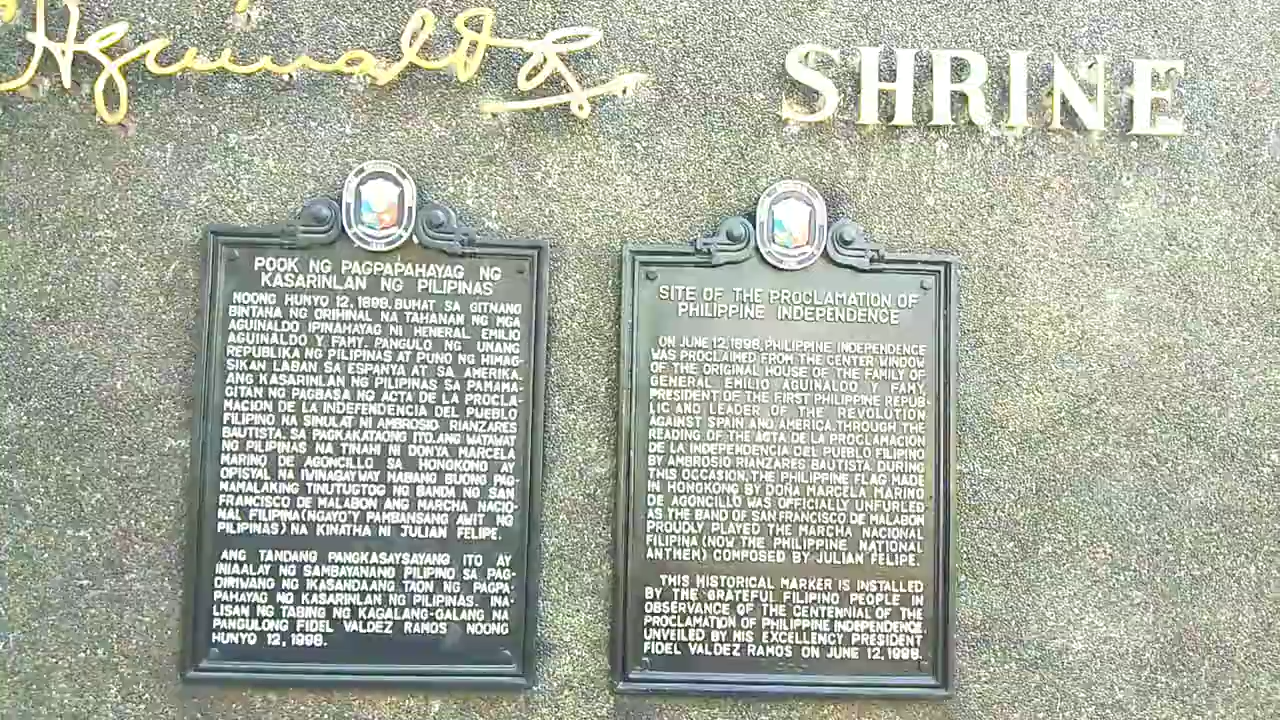 Aguinaldo SHRINE
POOK NG PAGPAPAHAYAG NG
KASARINLAN NG PILIPINAS
NOONG HUNYO 12, 1898, BUHAT SA GITNANG
BINTANA NG ORIHINAL NA TAHANAN NG MGA
AGUINALDO IPINAHAYAG NI HENERAL EMILIO
AGUINALDO Y FAMY, PANGULO NG UNANG
REPUBLIKA NG PILIPINAS AT PUNO NG HIMAG-
SIKAN LABAN SA ESPANYA AT SA AMERIKA,
ANG KASARINLAN NG PILIPINAS SA PAMAMA-
GITAN NG PAGBASA NG ACTA DE LA PROCLA-
MACION DE LA INDEPENDENCIA DEL PUEBLO
FILIPINO NA SINULAT NI AMBROSIO RIANZARES
BAUTISTA. SA PAGKAKATAONG ITO, ANG WATAWAT
NG PILIPINAS NA TINAHI NI DONYA MARCELA
MARINO DE AGONCILLO SA HONGKONG AY
OPISYAL NA IWINAGAYWAY HABANG BUONG PAG-
MAMALAKING TINUTUGTOG NG BANDA NG SAN
FRANCISCO DE MALABON ANG MARCHA NACIO-
NAL FILIPINA (NGAYO'Y PAMBANSANG AWIT NG
PILIPINAS) NA KINATHA NI JULIAN FELIPE.
ANG TANDANG PANGKASAYSAYANG ITO AY
INIAALAY NG SAMBAYANANG PILIPINO SA PAG-
DIRIWANG NG IKASANDAANG TAON NG PAGPA-
PAHAYAG NG KASARINLAN NG PILIPINAS. INA-
LISAN NG TABING NG KAGALANG-GALANG NA
PANGULONG FIDEL VALDEZ RAMOS NOONG
HUNYO 12, 1998.
SITE OF THE PROCLAMATION OF
PHILIPPINE INDEPENDENCE
ON JUNE 12, 1898, PHILIPPINE INDEPENDENCE
WAS PROCLAIMED FROM THE CENTER WINDOW
OF THE ORIGINAL HOUSE OF THE FAMILY OF
GENERAL EMILIO AGUINALDO Y FAMY,
PRESIDENT OF THE FIRST PHILIPPINE REPUB-
LIC AND LEADER OF THE REVOLUTION
AGAINST SPAIN AND AMERICA, THROUGH THE
READING OF THE ACTA DE LA PROCLAMACION
DE LA INDEPENDENCIA DEL PUEBLO FILIPINO
BY AMBROSIO RIANZARES BAUTISTA. DURING
THIS OCCASION, THE PHILIPPINE FLAG MADE
IN HONGKONG BY DOÑA MARCELA MARINO
DE AGONCILLO WAS OFFICIALLY UNFURLED
AS THE BAND OF SAN FRANCISCO DE MALABON
PROUDLY PLAYED THE MARCHA NACIONAL
FILIPINA (NOW THE PHILIPPINE NATIONAL
ANTHEM) COMPOSED BY JULIAN FELIPE.
THIS HISTORICAL MARKER IS INSTALLED
BY THE GRATEFUL FILIPINO PEOPLE IN
OBSERVANCE OF THE CENTENNIAL OF THE
PROCLAMATION OF PHILIPPINE INDEPENDENCE.
UNVEILED BY HIS EXCELLENCY PRESIDENT
FIDEL VALDEZ RAMOS ON JUNE 12, 1998.